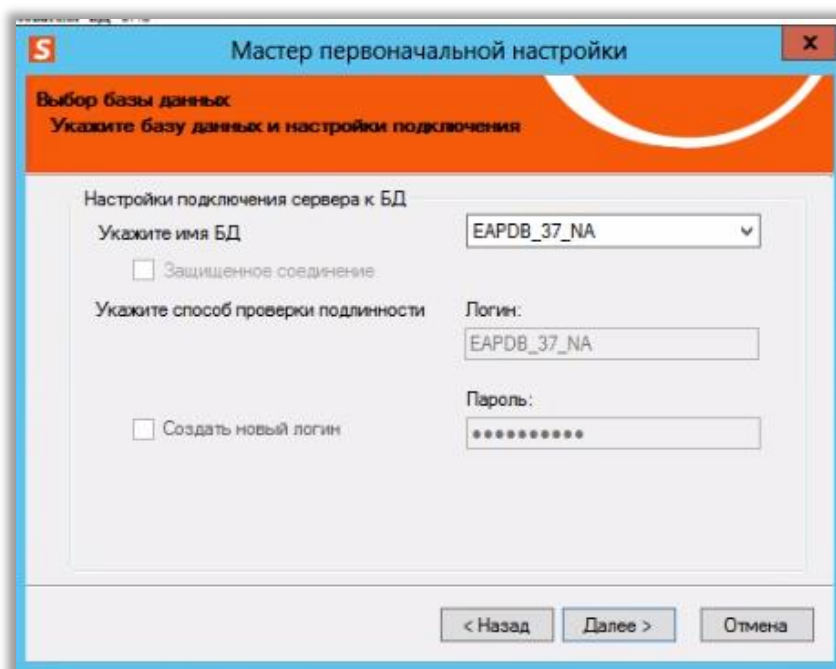 S
Мастер первоначальной настройки
x
Выбор базы данных
Укажите базу данных и настройки подключения
Настройки подключения сервера к БД
Укажите имя БД
EAPDB_37_NA
Защищенное соединение
Укажите способ проверки подлинности
Логин:
EAPDB_37_NA
Пароль:
Создать новый логин
••••••••••
< Назад
Далее >
Отмена